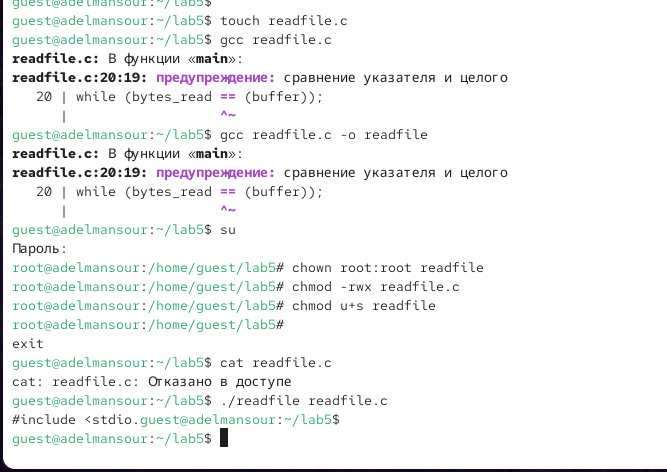 guest@adelmansour:~/lab5$
guest@adelmansour:~/lab5$ touch readfile.c
guest@adelmansour:~/lab5$ gcc readfile.c
readfile.c: В функции «main»:
readfile.c:20:19: предупреждение: сравнение указателя и целого
   20 | while (bytes_read == (buffer));
      |                   ^~
guest@adelmansour:~/lab5$ gcc readfile.c -o readfile
readfile.c: В функции «main»:
readfile.c:20:19: предупреждение: сравнение указателя и целого
   20 | while (bytes_read == (buffer));
      |                   ^~
guest@adelmansour:~/lab5$ su
Пароль:
root@adelmansour:/home/guest/lab5# chown root:root readfile
root@adelmansour:/home/guest/lab5# chmod -rwx readfile.c
root@adelmansour:/home/guest/lab5# chmod u+s readfile
root@adelmansour:/home/guest/lab5#
exit
guest@adelmansour:~/lab5$ cat readfile.c
cat: readfile.c: Отказано в доступе
guest@adelmansour:~/lab5$ ./readfile readfile.c
#include <stdio.guest@adelmansour:~/lab5$
guest@adelmansour:~/lab5$